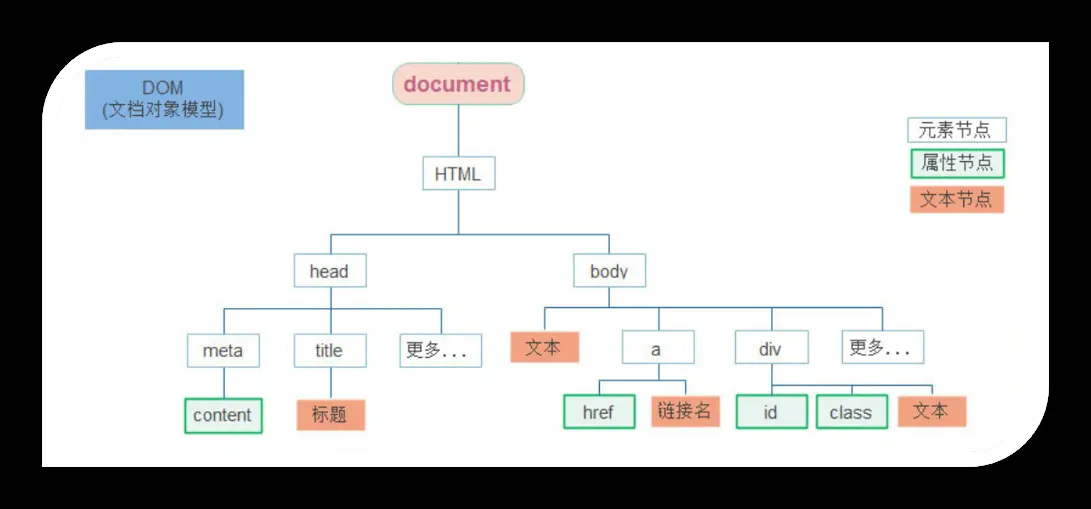 DOM
(文档对象模型)
document
元素节点
属性节点
文本节点
HTML
head
body
meta
title
更多...
文本
a
div
更多...
content
标题
href
链接名
id
class
文本